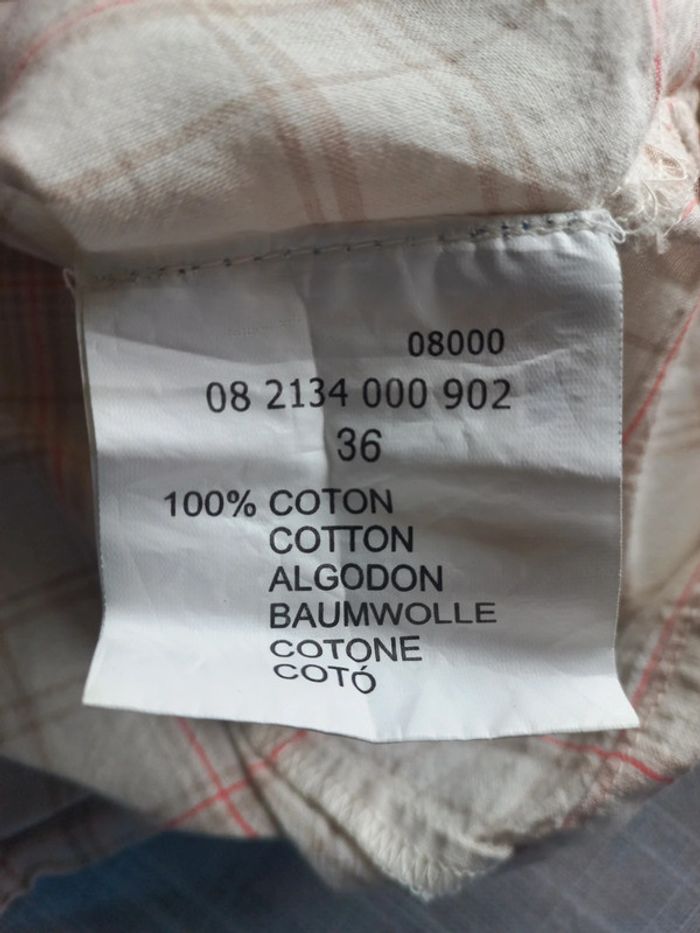 08000
08 2134 000 902
36
100% COTON
COTTON
ALGODON
BAUMWOLLE
COTONE
COTÓ